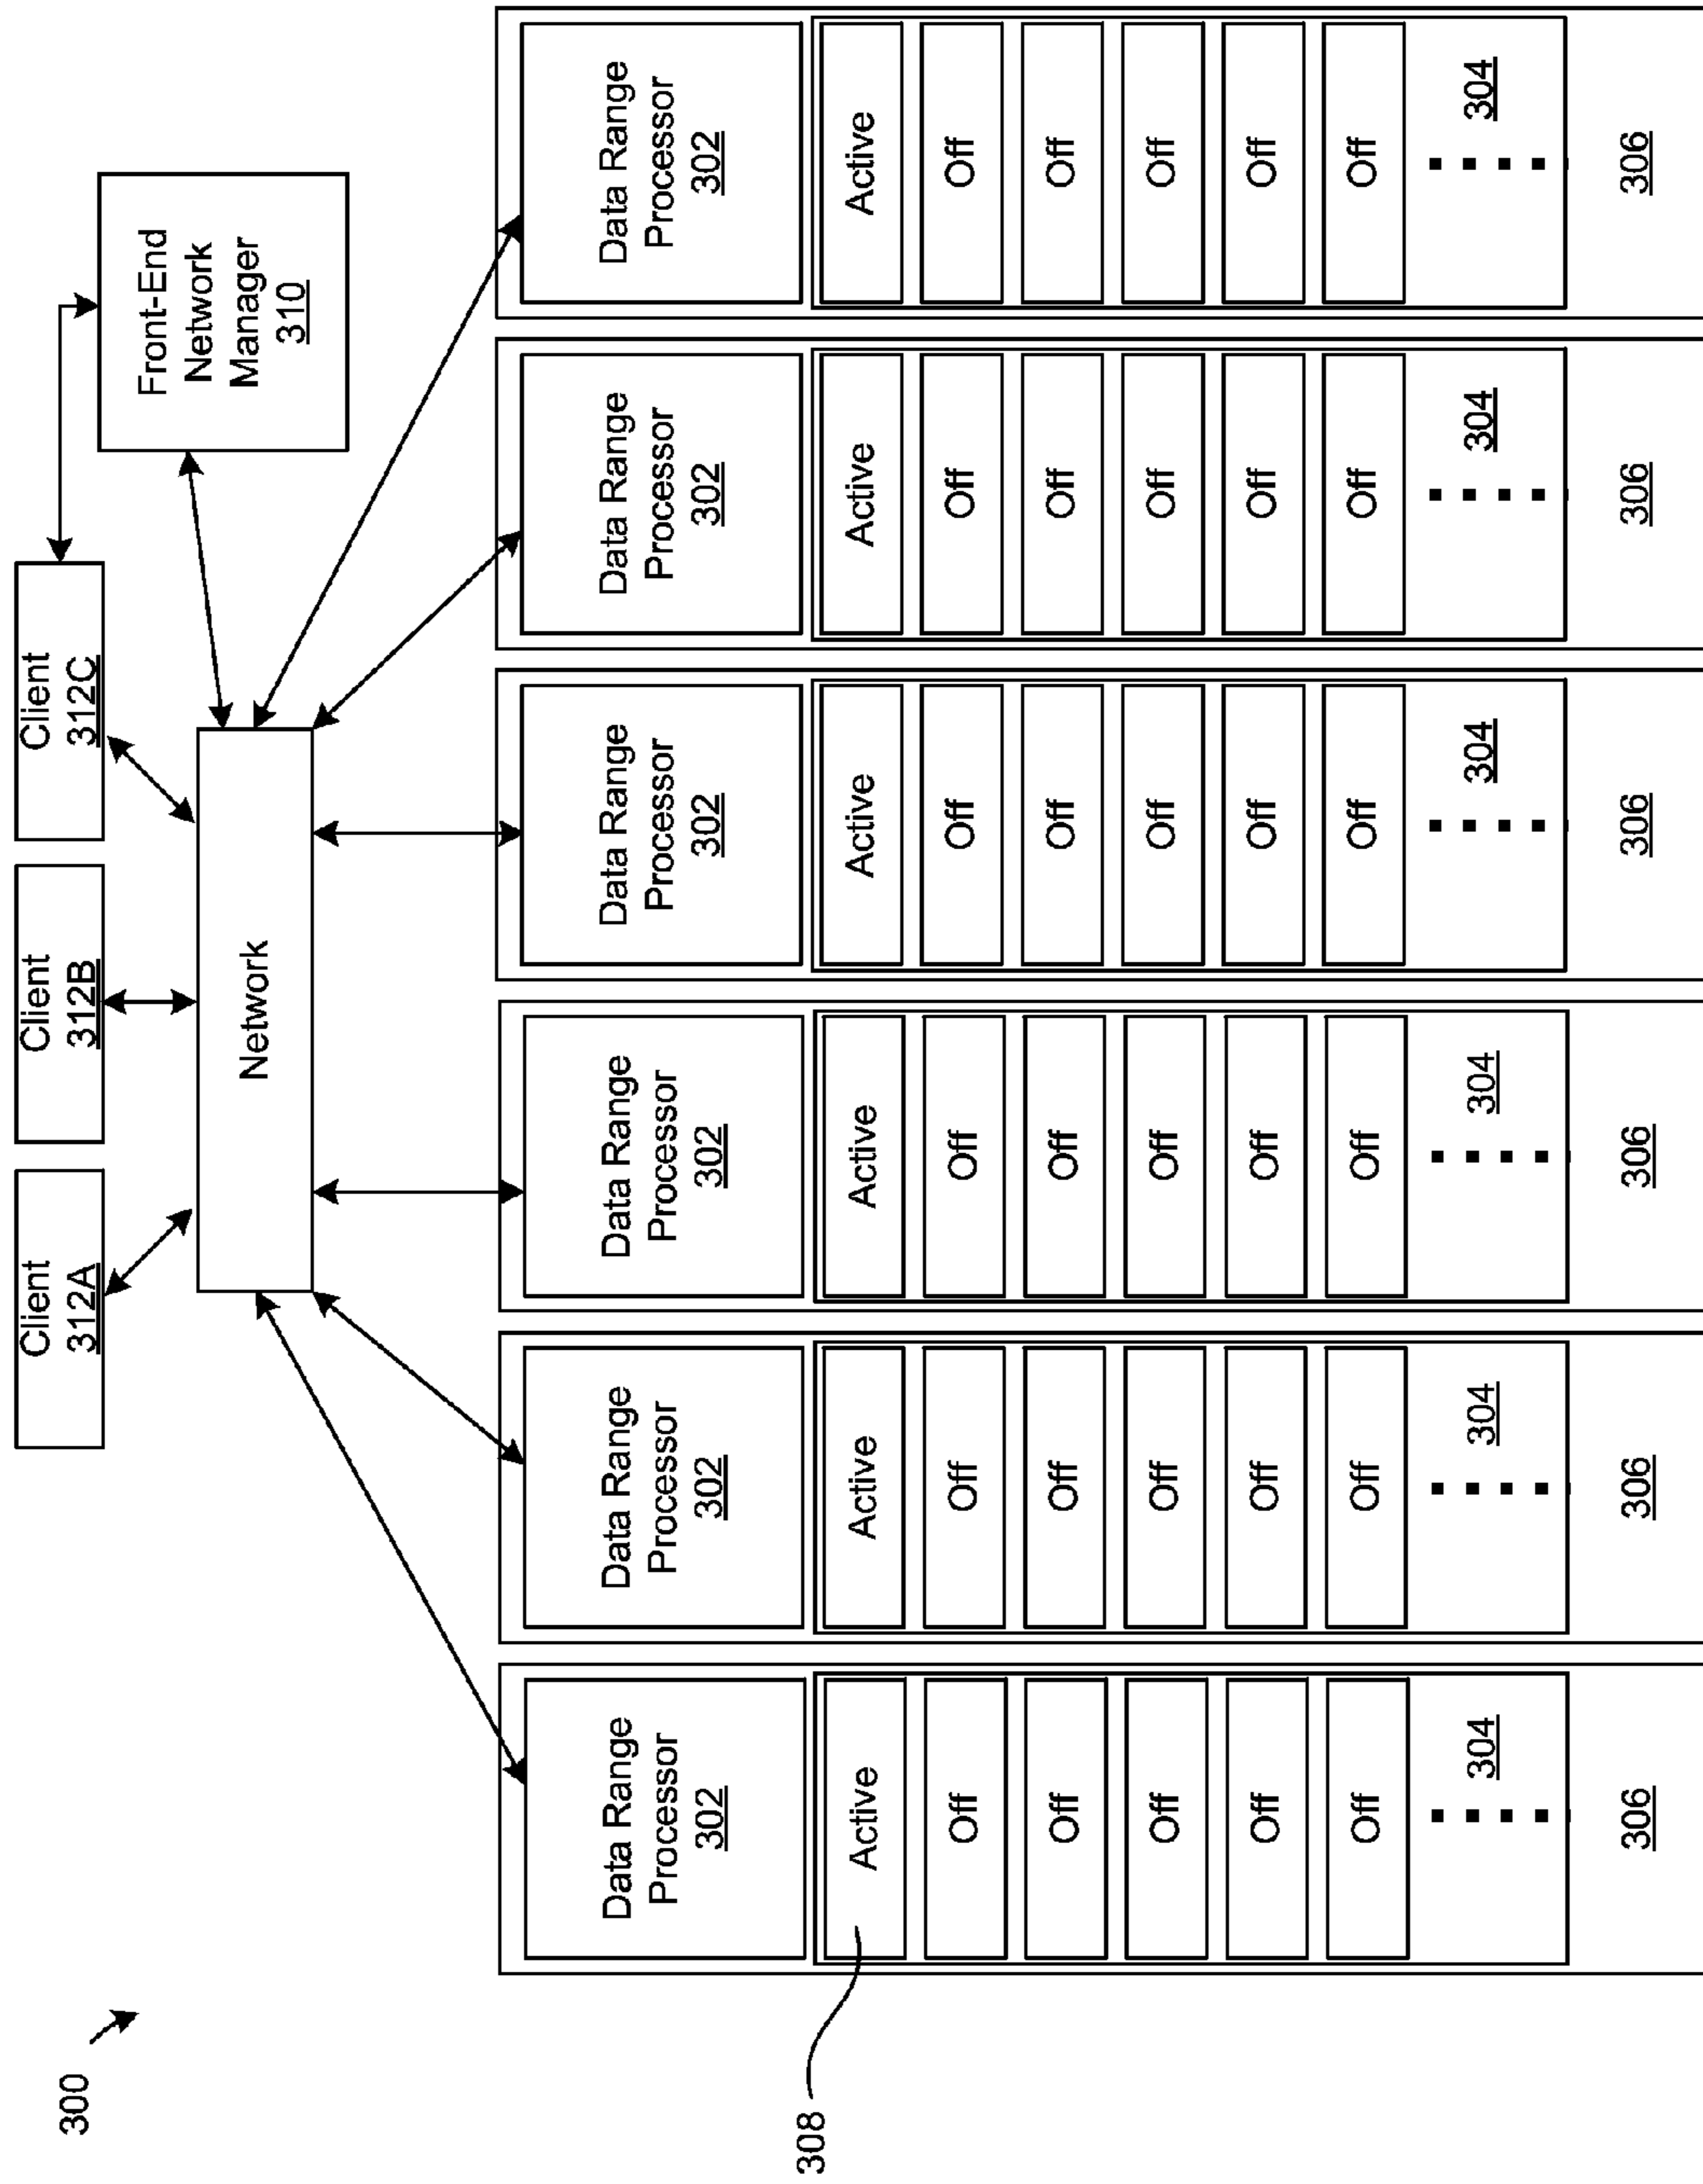 300
Client
312A
Client
312B
Client
312C
Front-End
Network
Manager
310
Network
Data Range
Processor
302
Active
Off
Off
Off
Off
Off
304
306
308
Data Range
Processor
302
Active
Off
Off
Off
Off
Off
304
306
Data Range
Processor
302
Active
Off
Off
Off
Off
Off
304
306
Data Range
Processor
302
Active
Off
Off
Off
Off
Off
304
306
Data Range
Processor
302
Active
Off
Off
Off
Off
Off
304
306
Data Range
Processor
302
Active
Off
Off
Off
Off
Off
304
306